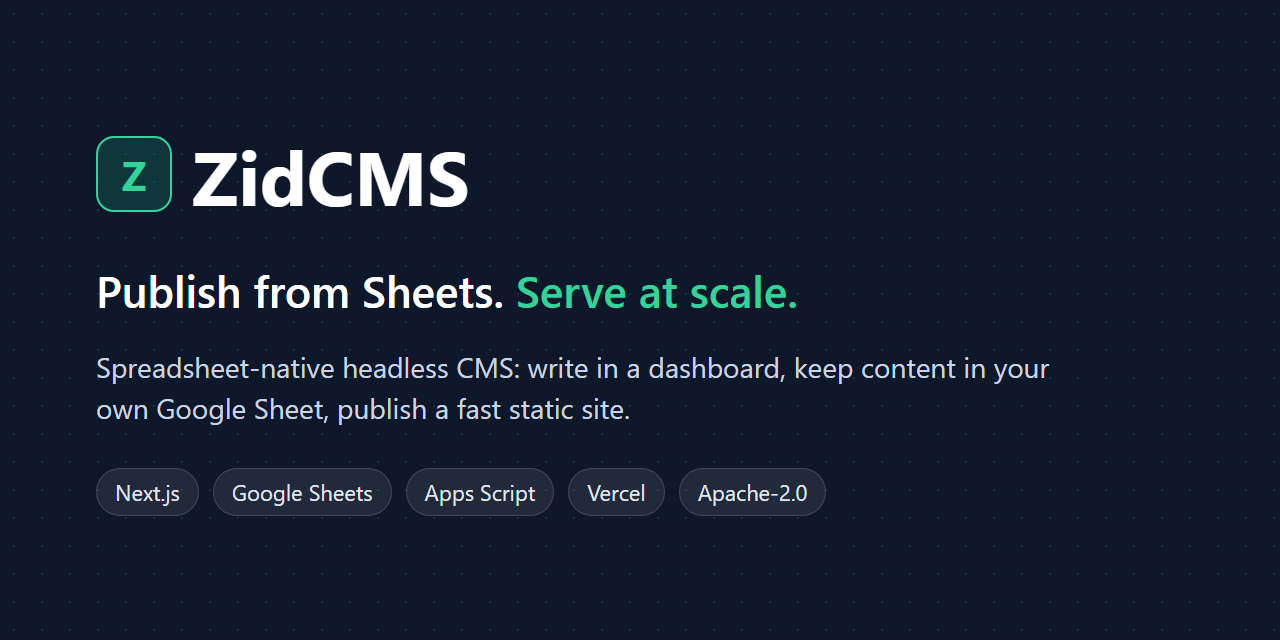 Z ZidCMS
Publish from Sheets. Serve at scale.
Spreadsheet-native headless CMS: write in a dashboard, keep content in your
own Google Sheet, publish a fast static site.
Next.js Google Sheets Apps Script Vercel Apache-2.0